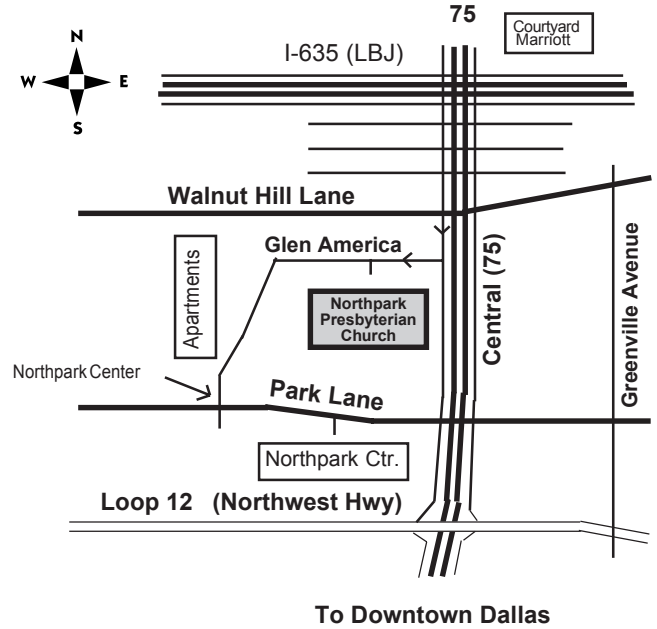 75
Courtyard
Marriott
N
I-635 (LBJ)
W
E
S
Walnut Hill Lane
Glen America
Apartments
Northpark
Presbyterian
Church
Central (75)
Greenville Avenue
Northpark Center
Park Lane
Northpark Ctr.
Loop 12 (Northwest Hwy)
To Downtown Dallas